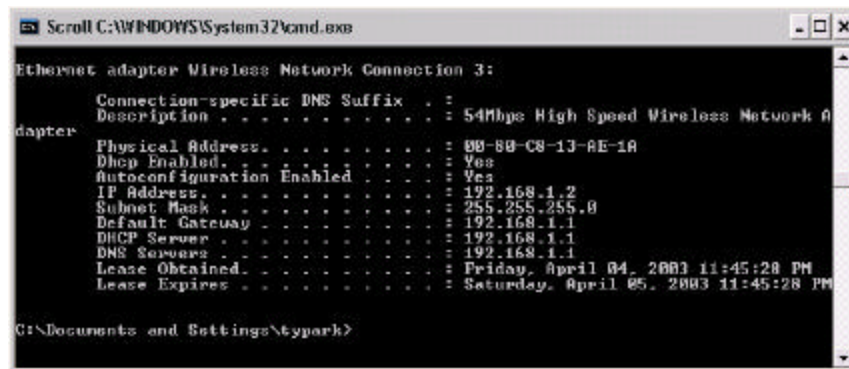 Scroll C:\WINDOWS\System32\cmd.exe
Ethernet adapter Wireless Network Connection 3:
Connection-specific DNS Suffix . :
Description . . . . . . . . . . . : 54Mbps High Speed Wireless Network A
dapter
Physical Address. . . . . . . . . : 00-80-C8-13-AE-1A
Dhcp Enabled. . . . . . . . . . . : Yes
Autoconfiguration Enabled . . . . : Yes
IP Address. . . . . . . . . . . . : 192.168.1.2
Subnet Mask . . . . . . . . . . . : 255.255.255.0
Default Gateway . . . . . . . . . : 192.168.1.1
DHCP Server . . . . . . . . . . . : 192.168.1.1
DNS Servers . . . . . . . . . . . : 192.168.1.1
Lease Obtained. . . . . . . . . . : Friday, April 04, 2003 11:45:28 PM
Lease Expires . . . . . . . . . . : Saturday, April 05, 2003 11:45:28 PM
C:\Documents and Settings\typark>